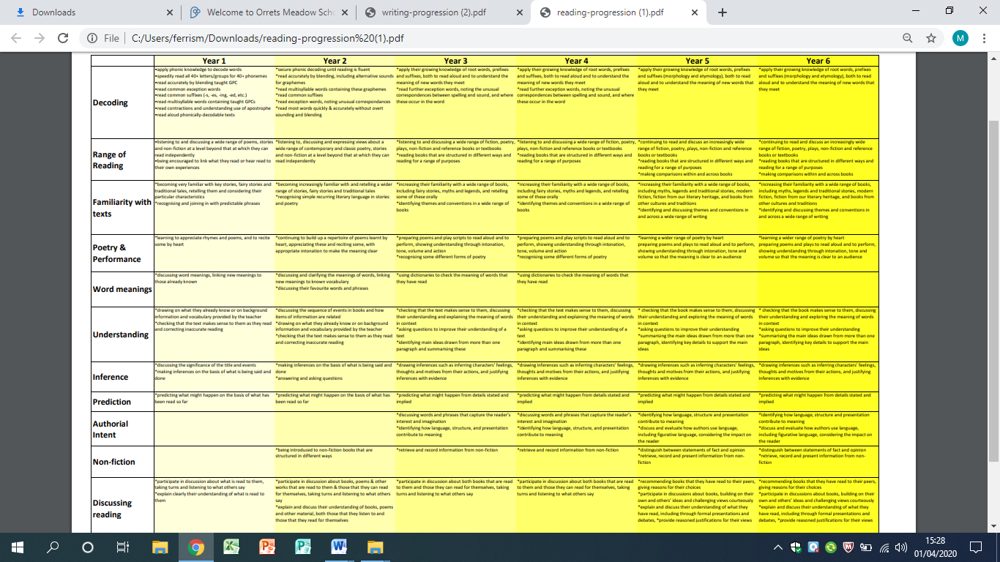 Downloads
Welcome to Orrets Meadow Scho
writing-progression (2).pdf
reading-progression (1).pdf
File
C:/Users/ferrism/Downloads/reading-progression%20(1).pdf
M
Year 1
Year 2
Year 3
Year 4
Year 5
Year 6
Decoding
•apply phonic knowledge to decode words
•speedily read all 40+ letters/groups for 40+ phonemes
•read accurately by blending taught GPC
•read common exception words
•read common suffixes (-s, -es, -ing, -ed, etc.)
•read multisyllable words containing taught GPCs
•read contractions and understanding use of apostrophe
•read aloud phonically-decodable texts
*secure phonic decoding until reading is fluent
*read accurately by blending, including alternative sounds
for graphemes
*read multisyllable words containing these graphemes
*read common suffixes
*read exception words, noting unusual correspondances
*read most words quickly & accurately without overt
sounding and blending
*apply their growing knowledge of root words, prefixes
and suffixes, both to read aloud and to understand the
meaning of new words they meet
*read further exception words, noting the unusual
correspondences between spelling and sound, and where
these occur in the word
*apply their growing knowledge of root words, prefixes
and suffixes, both to read aloud and to understand the
meaning of new words they meet
*read further exception words, noting the unusual
correspondences between spelling and sound, and where
these occur in the word
*apply their growing knowledge of root words, prefixes
and suffixes (morphology and etymology), both to read
aloud and to understand the meaning of new words that
they meet
*apply their growing knowledge of root words, prefixes
and suffixes (morphology and etymology), both to read
aloud and to understand the meaning of new words that
they meet
Range of
Reading
•listening to and discussing a wide range of poems, stories
and non-fiction at a level beyond that at which they can
read independently
•being encouraged to link what they read or hear read to
their own experiences
*listening to, discussing and expressing views about a
wide range of contemporary and classic poetry, stories
and non-fiction at a level beyond that at which they can
read independently
*listening to and discussing a wide range of fiction, poetry,
plays, non-fiction and reference books or textbooks
*reading books that are structured in different ways and
reading for a range of purposes
*listening to and discussing a wide range of fiction, poetry,
plays, non-fiction and reference books or textbooks
*reading books that are structured in different ways and
reading for a range of purposes
*continuing to read and discuss an increasingly wide
range of fiction, poetry, plays, non-fiction and reference
books or textbooks
*reading books that are structured in different ways and
reading for a range of purposes
*making comparisons within and across books
*continuing to read and discuss an increasingly wide
range of fiction, poetry, plays, non-fiction and reference
books or textbooks
*reading books that are structured in different ways and
reading for a range of purposes
*making comparisons within and across books
Familiarity with
texts
*becoming very familiar with key stories, fairy stories and
traditional tales, retelling them and considering their
particular characteristics
*recognising and joining in with predictable phrases
*becoming increasingly familiar with and retelling a wider
range of stories, fairy stories and traditional tales
*recognising simple recurring literary language in stories
and poetry
*increasing their familiarity with a wide range of books,
including fairy stories, myths and legends, and retelling
some of these orally
*identifying themes and conventions in a wide range of
books
*increasing their familiarity with a wide range of books,
including fairy stories, myths and legends, and retelling
some of these orally
*identifying themes and conventions in a wide range of
books
*increasing their familiarity with a wide range of books,
including myths, legends and traditional stories, modern
fiction, fiction from our literary heritage, and books from
other cultures and traditions
*identifying and discussing themes and conventions in
and across a wide range of writing
*increasing their familiarity with a wide range of books,
including myths, legends and traditional stories, modern
fiction, fiction from our literary heritage, and books from
other cultures and traditions
*identifying and discussing themes and conventions in
and across a wide range of writing
Poetry &
Performance
*learning to appreciate rhymes and poems, and to recite
some by heart
*continuing to build up a repertoire of poems learnt by
heart, appreciating these and reciting some, with
appropriate intonation to make the meaning clear
*preparing poems and play scripts to read aloud and to
perform, showing understanding through intonation,
tone, volume and action
*recognising some different forms of poetry
*preparing poems and play scripts to read aloud and to
perform, showing understanding through intonation,
tone, volume and action
*recognising some different forms of poetry
*learning a wider range of poetry by heart
preparing poems and plays to read aloud and to perform,
showing understanding through intonation, tone and
volume so that the meaning is clear to an audience
*learning a wider range of poetry by heart
preparing poems and plays to read aloud and to perform,
showing understanding through intonation, tone and
volume so that the meaning is clear to an audience
Word meanings
*discussing word meanings, linking new meanings to
those already known
*discussing and clarifying the meanings of words, linking
new meanings to known vocabulary
*discussing their favourite words and phrases
*using dictionaries to check the meaning of words that
they have read
*using dictionaries to check the meaning of words that
they have read
Understanding
*drawing on what they already know or on background
information and vocabulary provided by the teacher
*checking that the text makes sense to them as they read
and correcting inaccurate reading
*discussing the sequence of events in books and how
items of information are related
*drawing on what they already know or on background
information and vocabulary provided by the teacher
*checking that the text makes sense to them as they read
and correcting inaccurate reading
*checking that the text makes sense to them, discussing
their understanding and explaining the meaning of words
in context
*asking questions to improve their understanding of a
text
*identifying main ideas drawn from more than one
paragraph and summarising these
*checking that the text makes sense to them, discussing
their understanding and explaining the meaning of words
in context
*asking questions to improve their understanding of a
text
*identifying main ideas drawn from more than one
paragraph and summarising these
* checking that the book makes sense to them, discussing
their understanding and exploring the meaning of words
in context
*asking questions to improve their understanding
*summarising the main ideas drawn from more than one
paragraph, identifying key details to support the main
ideas
* checking that the book makes sense to them, discussing
their understanding and exploring the meaning of words
in context
*asking questions to improve their understanding
*summarising the main ideas drawn from more than one
paragraph, identifying key details to support the main
ideas
Inference
*discussing the significance of the title and events
*making inferences on the basis of what is being said and
done
*making inferences on the basis of what is being said and
done
*answering and asking questions
*drawing inferences such as inferring characters' feelings,
thoughts and motives from their actions, and justifying
inferences with evidence
*drawing inferences such as inferring characters' feelings,
thoughts and motives from their actions, and justifying
inferences with evidence
*drawing inferences such as inferring characters' feelings,
thoughts and motives from their actions, and justifying
inferences with evidence
*drawing inferences such as inferring characters' feelings,
thoughts and motives from their actions, and justifying
inferences with evidence
Prediction
*predicting what might happen on the basis of what has
been read so far
*predicting what might happen on the basis of what has
been read so far
*predicting what might happen from details stated and
implied
*predicting what might happen from details stated and
implied
*predicting what might happen from details stated and
implied
*predicting what might happen from details stated and
implied
Authorial
Intent
*discussing words and phrases that capture the reader's
interest and imagination
*identifying how language, structure, and presentation
contribute to meaning
*discussing words and phrases that capture the reader's
interest and imagination
*identifying how language, structure, and presentation
contribute to meaning
*identifying how language, structure and presentation
contribute to meaning
*discuss and evaluate how authors use language,
including figurative language, considering the impact on
the reader
*identifying how language, structure and presentation
contribute to meaning
*discuss and evaluate how authors use language,
including figurative language, considering the impact on
the reader
Non-fiction
*being introduced to non-fiction books that are
structured in different ways
*retrieve and record information from non-fiction
*retrieve and record information from non-fiction
*distinguish between statements of fact and opinion
*retrieve, record and present information from non-
fiction
*distinguish between statements of fact and opinion
*retrieve, record and present information from non-
fiction
Discussing
reading
*participate in discussion about what is read to them,
taking turns and listening to what others say
*explain clearly their understanding of what is read to
them
*participate in discussion about books, poems & other
works that are read to them & those that they can read
for themselves, taking turns and listening to what others
say
*explain and discuss their understanding of books, poems
and other material, both those that they listen to and
those that they read for themselves
*participate in discussion about both books that are read
to them and those they can read for themselves, taking
turns and listening to what others say
*participate in discussion about both books that are read
to them and those they can read for themselves, taking
turns and listening to what others say
*recommending books that they have read to their peers,
giving reasons for their choices
*participate in discussions about books, building on their
own and others' ideas and challenging views courteously
*explain and discuss their understanding of what they
have read, including through formal presentations and
debates, *provide reasoned justifications for their views
*recommending books that they have read to their peers,
giving reasons for their choices
*participate in discussions about books, building on their
own and others' ideas and challenging views courteously
*explain and discuss their understanding of what they
have read, including through formal presentations and
debates, *provide reasoned justifications for their views
15:28
01/04/2020